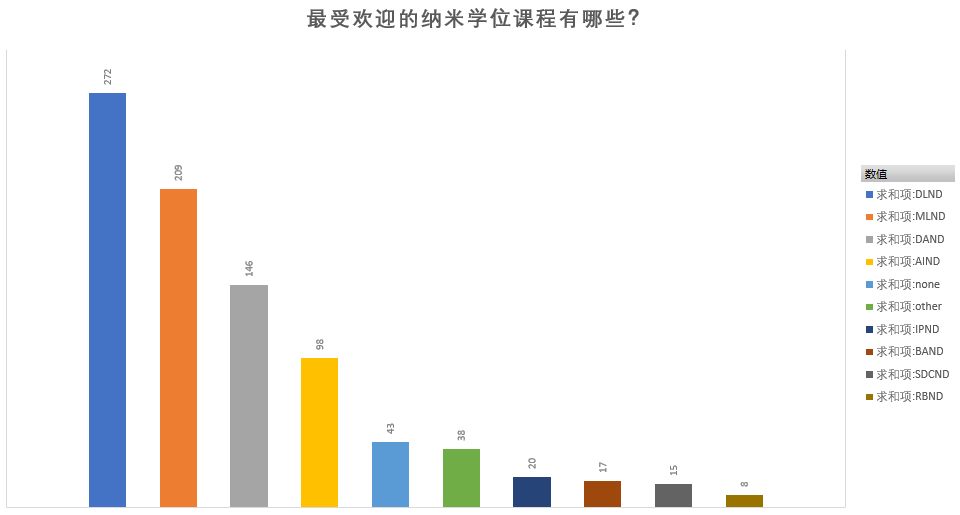 最受欢迎的纳米学位课程有哪些?
272
209
146
98
43
38
20
17
15
8
数值
求和项:DLND
求和项:MLND
求和项:DAND
求和项:AIND
求和项:none
求和项:other
求和项:IPND
求和项:BAND
求和项:SDCND
求和项:RBND